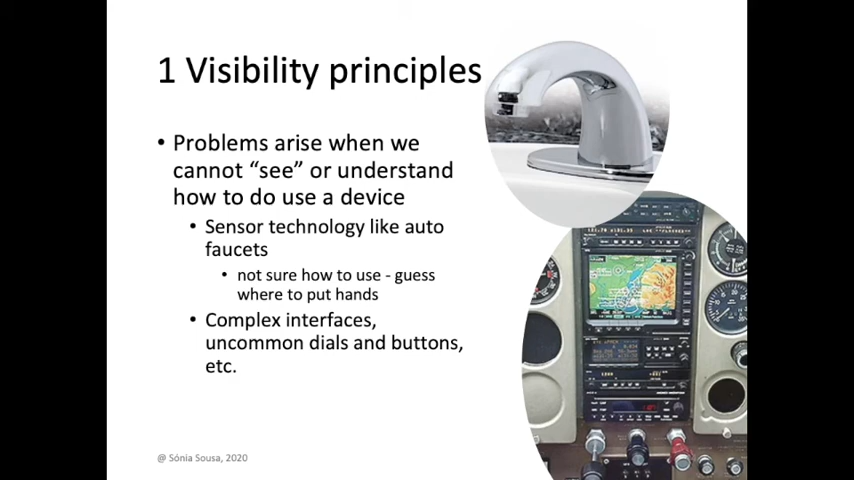 1 Visibility principles
• Problems arise when we
cannot “see” or understand
how to do use a device
• Sensor technology like auto
faucets
• not sure how to use - guess
where to put hands
• Complex interfaces,
uncommon dials and buttons,
etc.
@ Sónia Sousa, 2020